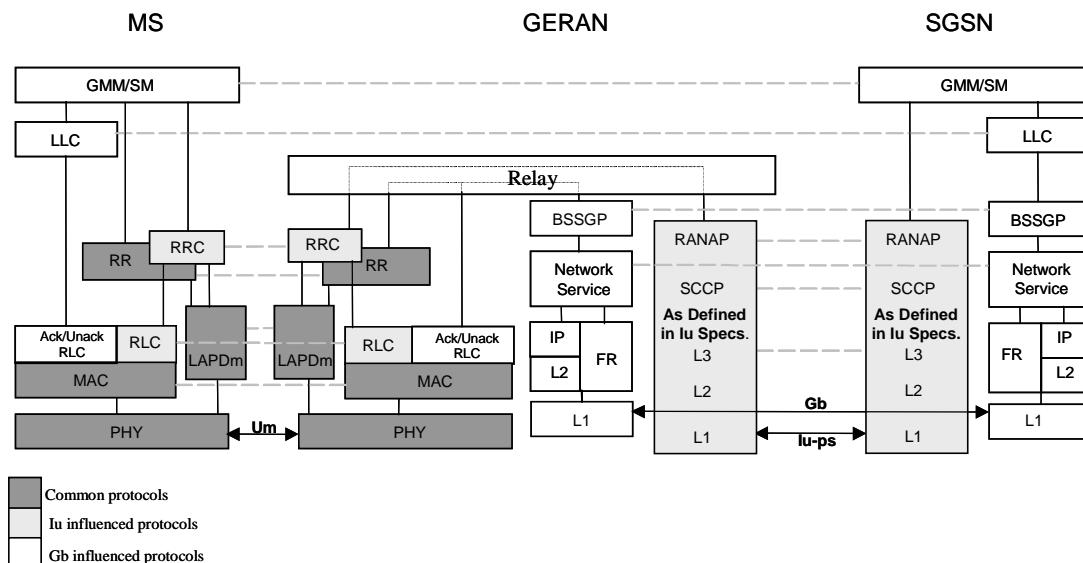 MS
GERAN
SGSN
GMM/SM
GMM/SM
LLC
LLC
Relay
BSSGP
BSSGP
RRC
RR
RRC
RR
RANAP
RANAP
Network
Service
Network
Service
SCCP
SCCP
As Defined
in Iu Specs.
As Defined
in Iu Specs.
Ack/Unack
RLC
RLC
LAPDm
LAPDm
RLC
Ack/Unack
RLC
IP
FR
L2
L3
L3
FR
IP
L2
MAC
MAC
L2
L2
Gb
L1
L1
PHY
Um
PHY
L1
Iu-ps
L1
Common protocols
Iu influenced protocols
Gb influenced protocols